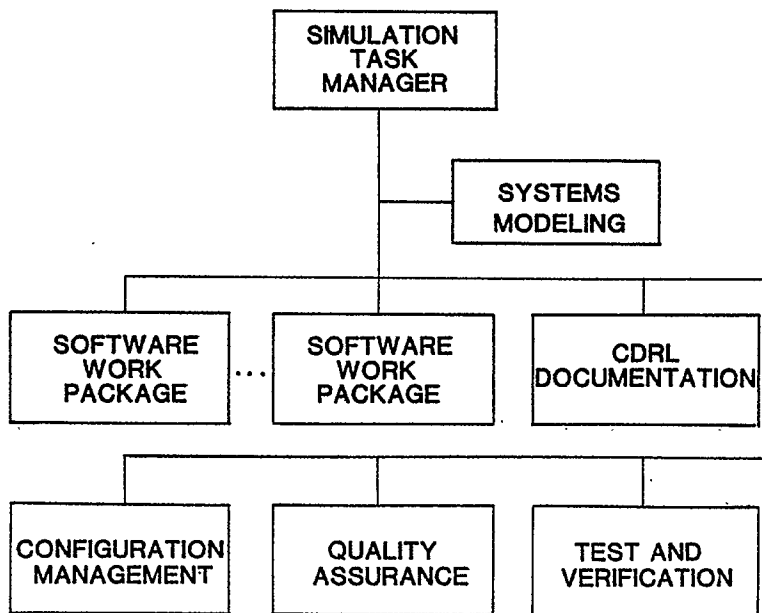 SIMULATION
TASK
MANAGER
SYSTEMS
MODELING
SOFTWARE
WORK
PACKAGE
...
SOFTWARE
WORK
PACKAGE
CDRL
DOCUMENTATION
CONFIGURATION
MANAGEMENT
QUALITY
ASSURANCE
TEST AND
VERIFICATION